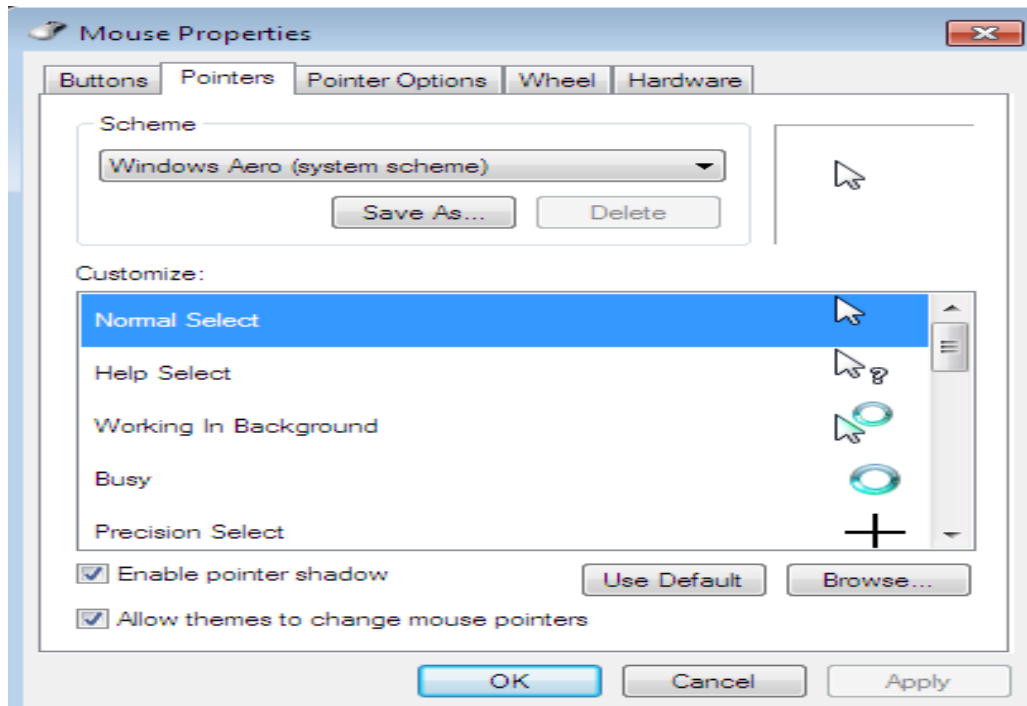 Mouse Properties
Buttons Pointers Pointer Options Wheel Hardware
Scheme
Windows Aero (system scheme)
Save As... Delete
Customize:
Normal Select
Help Select
Working In Background
Busy
Precision Select
Enable pointer shadow Use Default Browse...
Allow themes to change mouse pointers
OK Cancel Apply